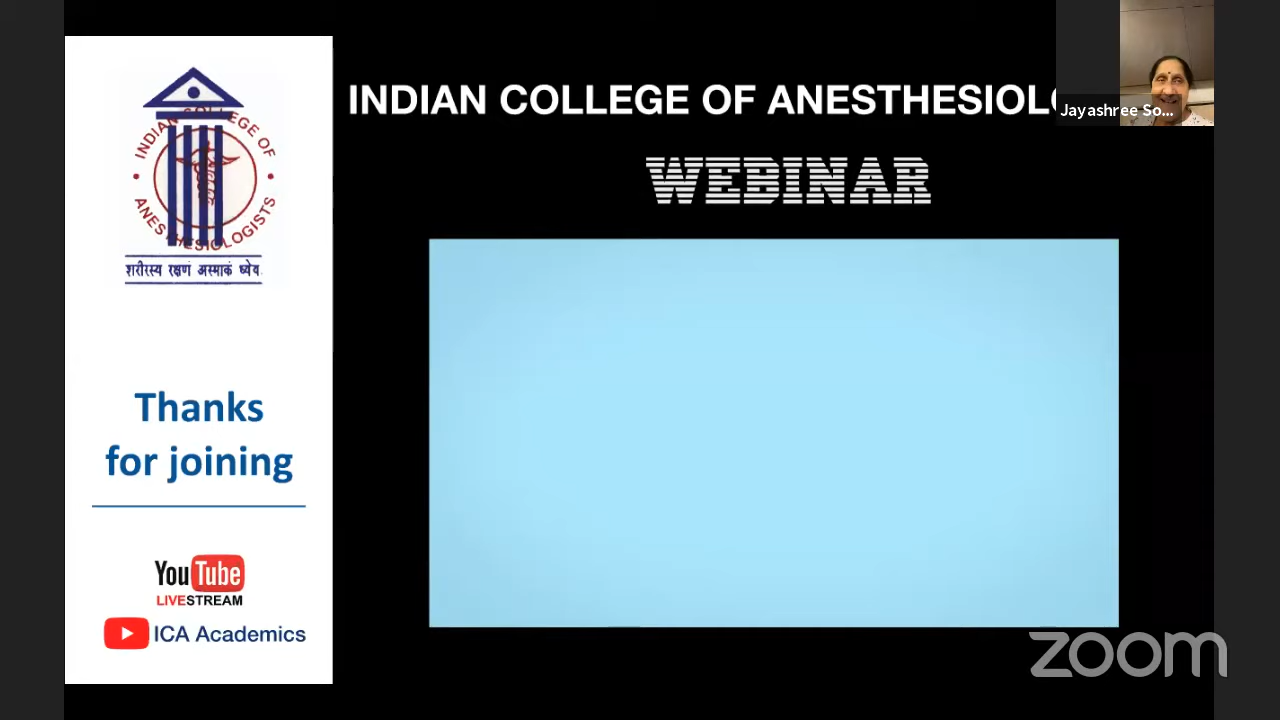 INDIAN COLLEGE OF ANESTHESIOLO
Jayashree So...
WEBINAR
INDIAN COLLEGE OF
ANESTHESIOLOGISTS
शरीरस्य रक्षणं अस्माकं ध्येय
Thanks
for joining
YouTube
LIVESTREAM
ICA Academics
zoom